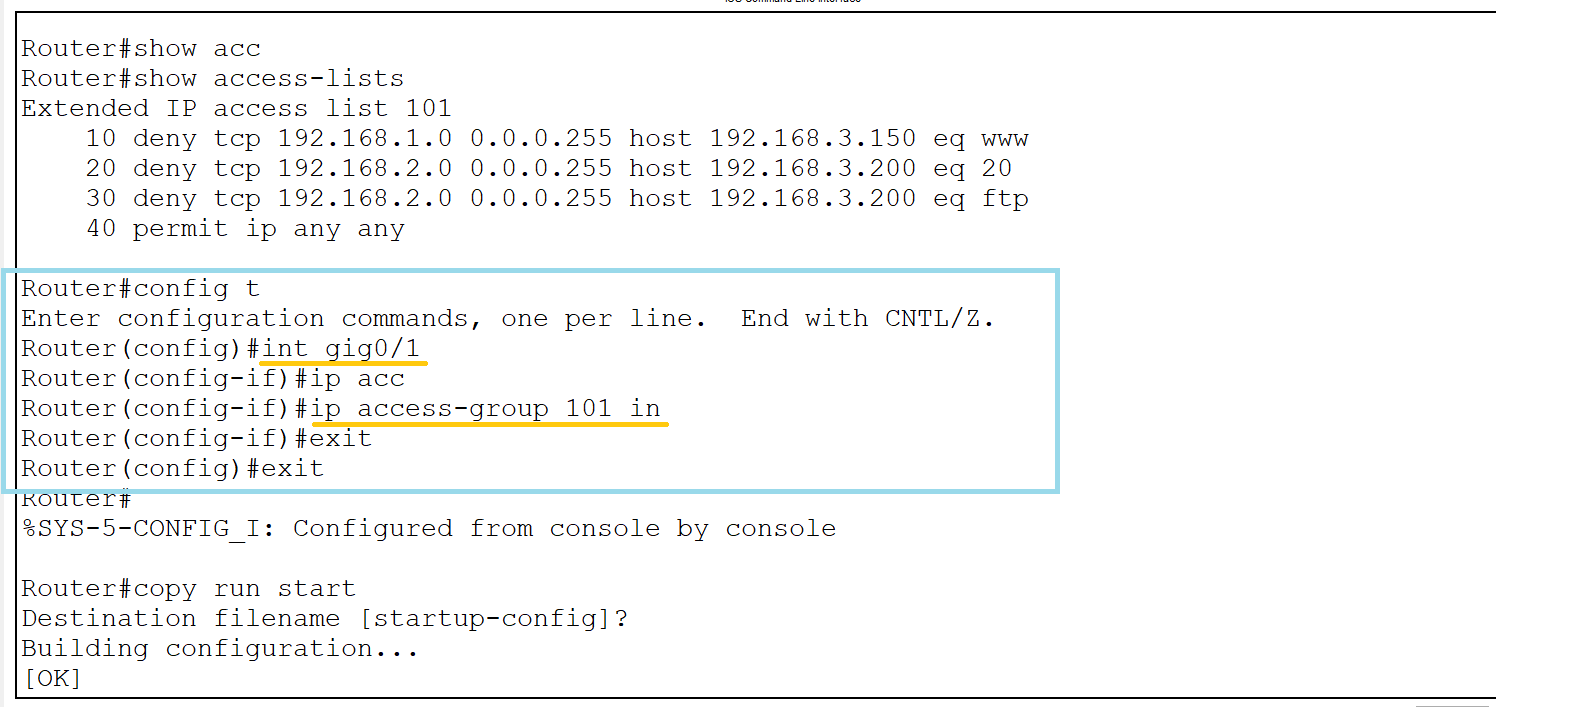 IOS Command Line Interface
Router#show acc
Router#show access-lists
Extended IP access list 101
    10 deny tcp 192.168.1.0 0.0.0.255 host 192.168.3.150 eq www
    20 deny tcp 192.168.2.0 0.0.0.255 host 192.168.3.200 eq 20
    30 deny tcp 192.168.2.0 0.0.0.255 host 192.168.3.200 eq ftp
    40 permit ip any any
Router#config t
Enter configuration commands, one per line.  End with CNTL/Z.
Router(config)#int gig0/1
Router(config-if)#ip acc
Router(config-if)#ip access-group 101 in
Router(config-if)#exit
Router(config)#exit
Router#
%SYS-5-CONFIG_I: Configured from console by console
Router#copy run start
Destination filename [startup-config]?
Building configuration...
[OK]